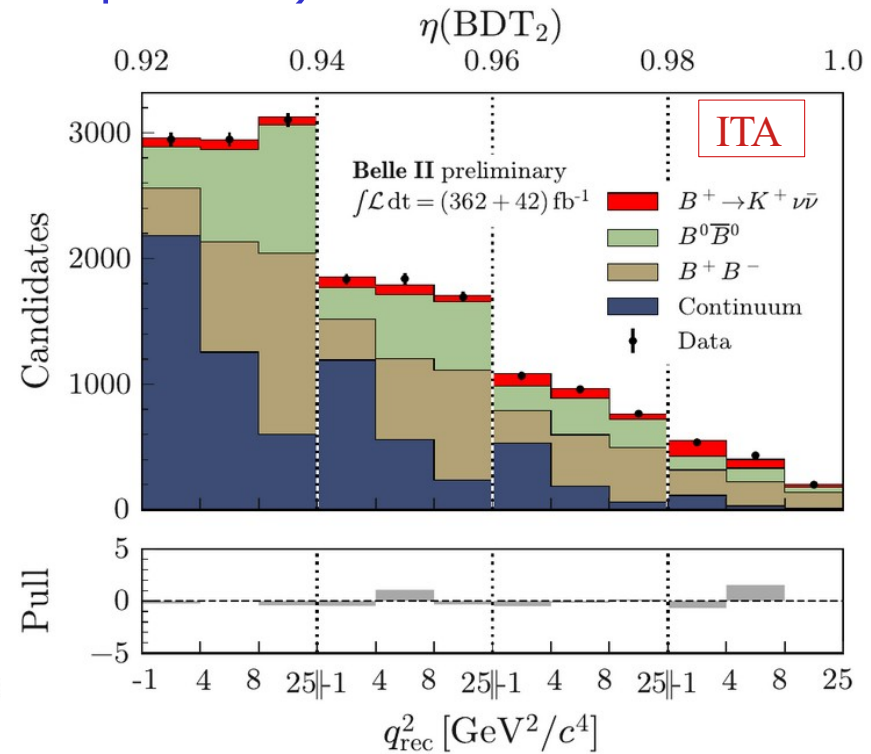 η(BDT₂)
0.92 0.94 0.96 0.98 1.0
ITA
Belle II preliminary
∫ℒ dt = (362 + 42) fb⁻¹
B⁺→K⁺νν̄
B⁰B̄⁰
B⁺B⁻
Continuum
Data
Candidates
3000
2000
1000
0
Pull
5
0
−5
-1 4 8 25 -1 4 8 25 -1 4 8 25 -1 4 8 25
q²rec [GeV²/c⁴]